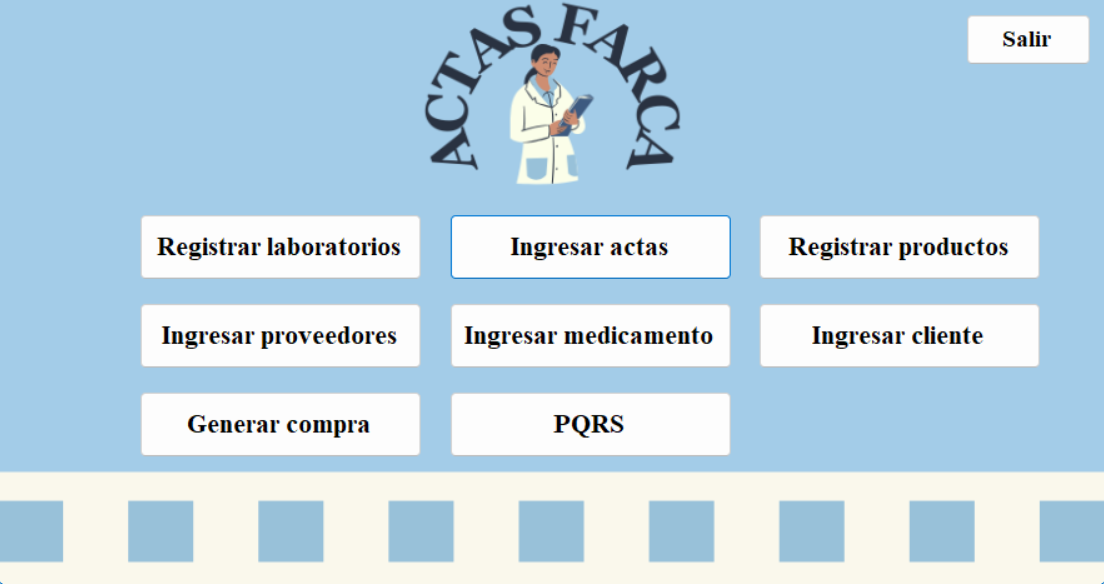 ACTAS FARCA
Salir
Registrar laboratorios
Ingresar actas
Registrar productos
Ingresar proveedores
Ingresar medicamento
Ingresar cliente
Generar compra
PQRS